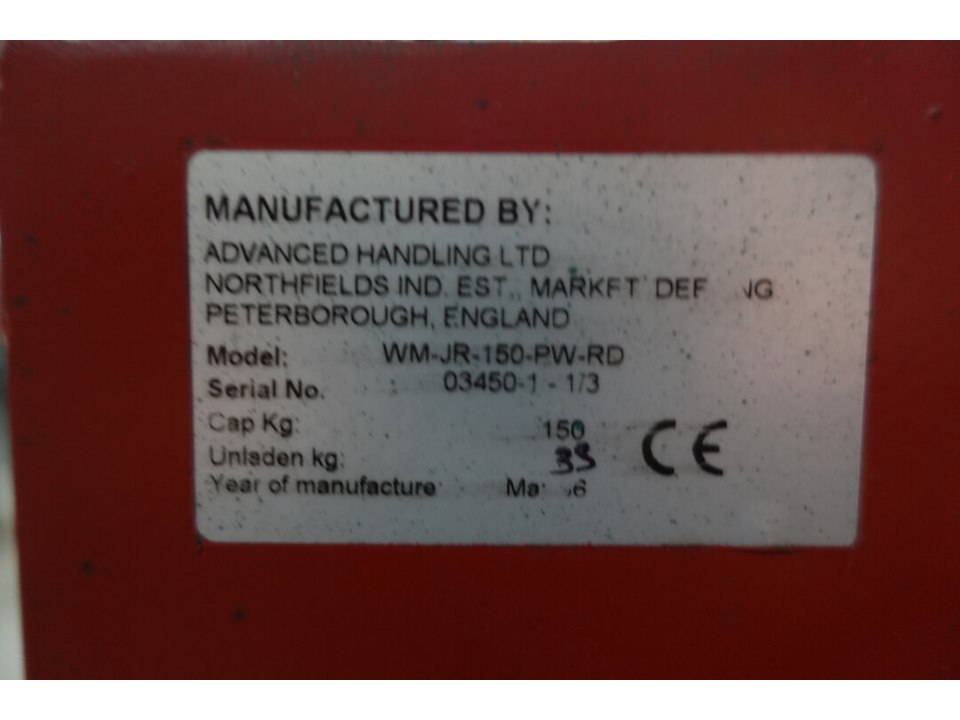 MANUFACTURED BY:
ADVANCED HANDLING LTD
NORTHFIELDS IND. EST., MARKET
PETERBOROUGH, ENGLAND
Model: WM-JR-150-PW-RD
Serial No. : 03450-1 - 1/3
Cap Kg: 150
Unladen kg:
Year of manufacture
CE